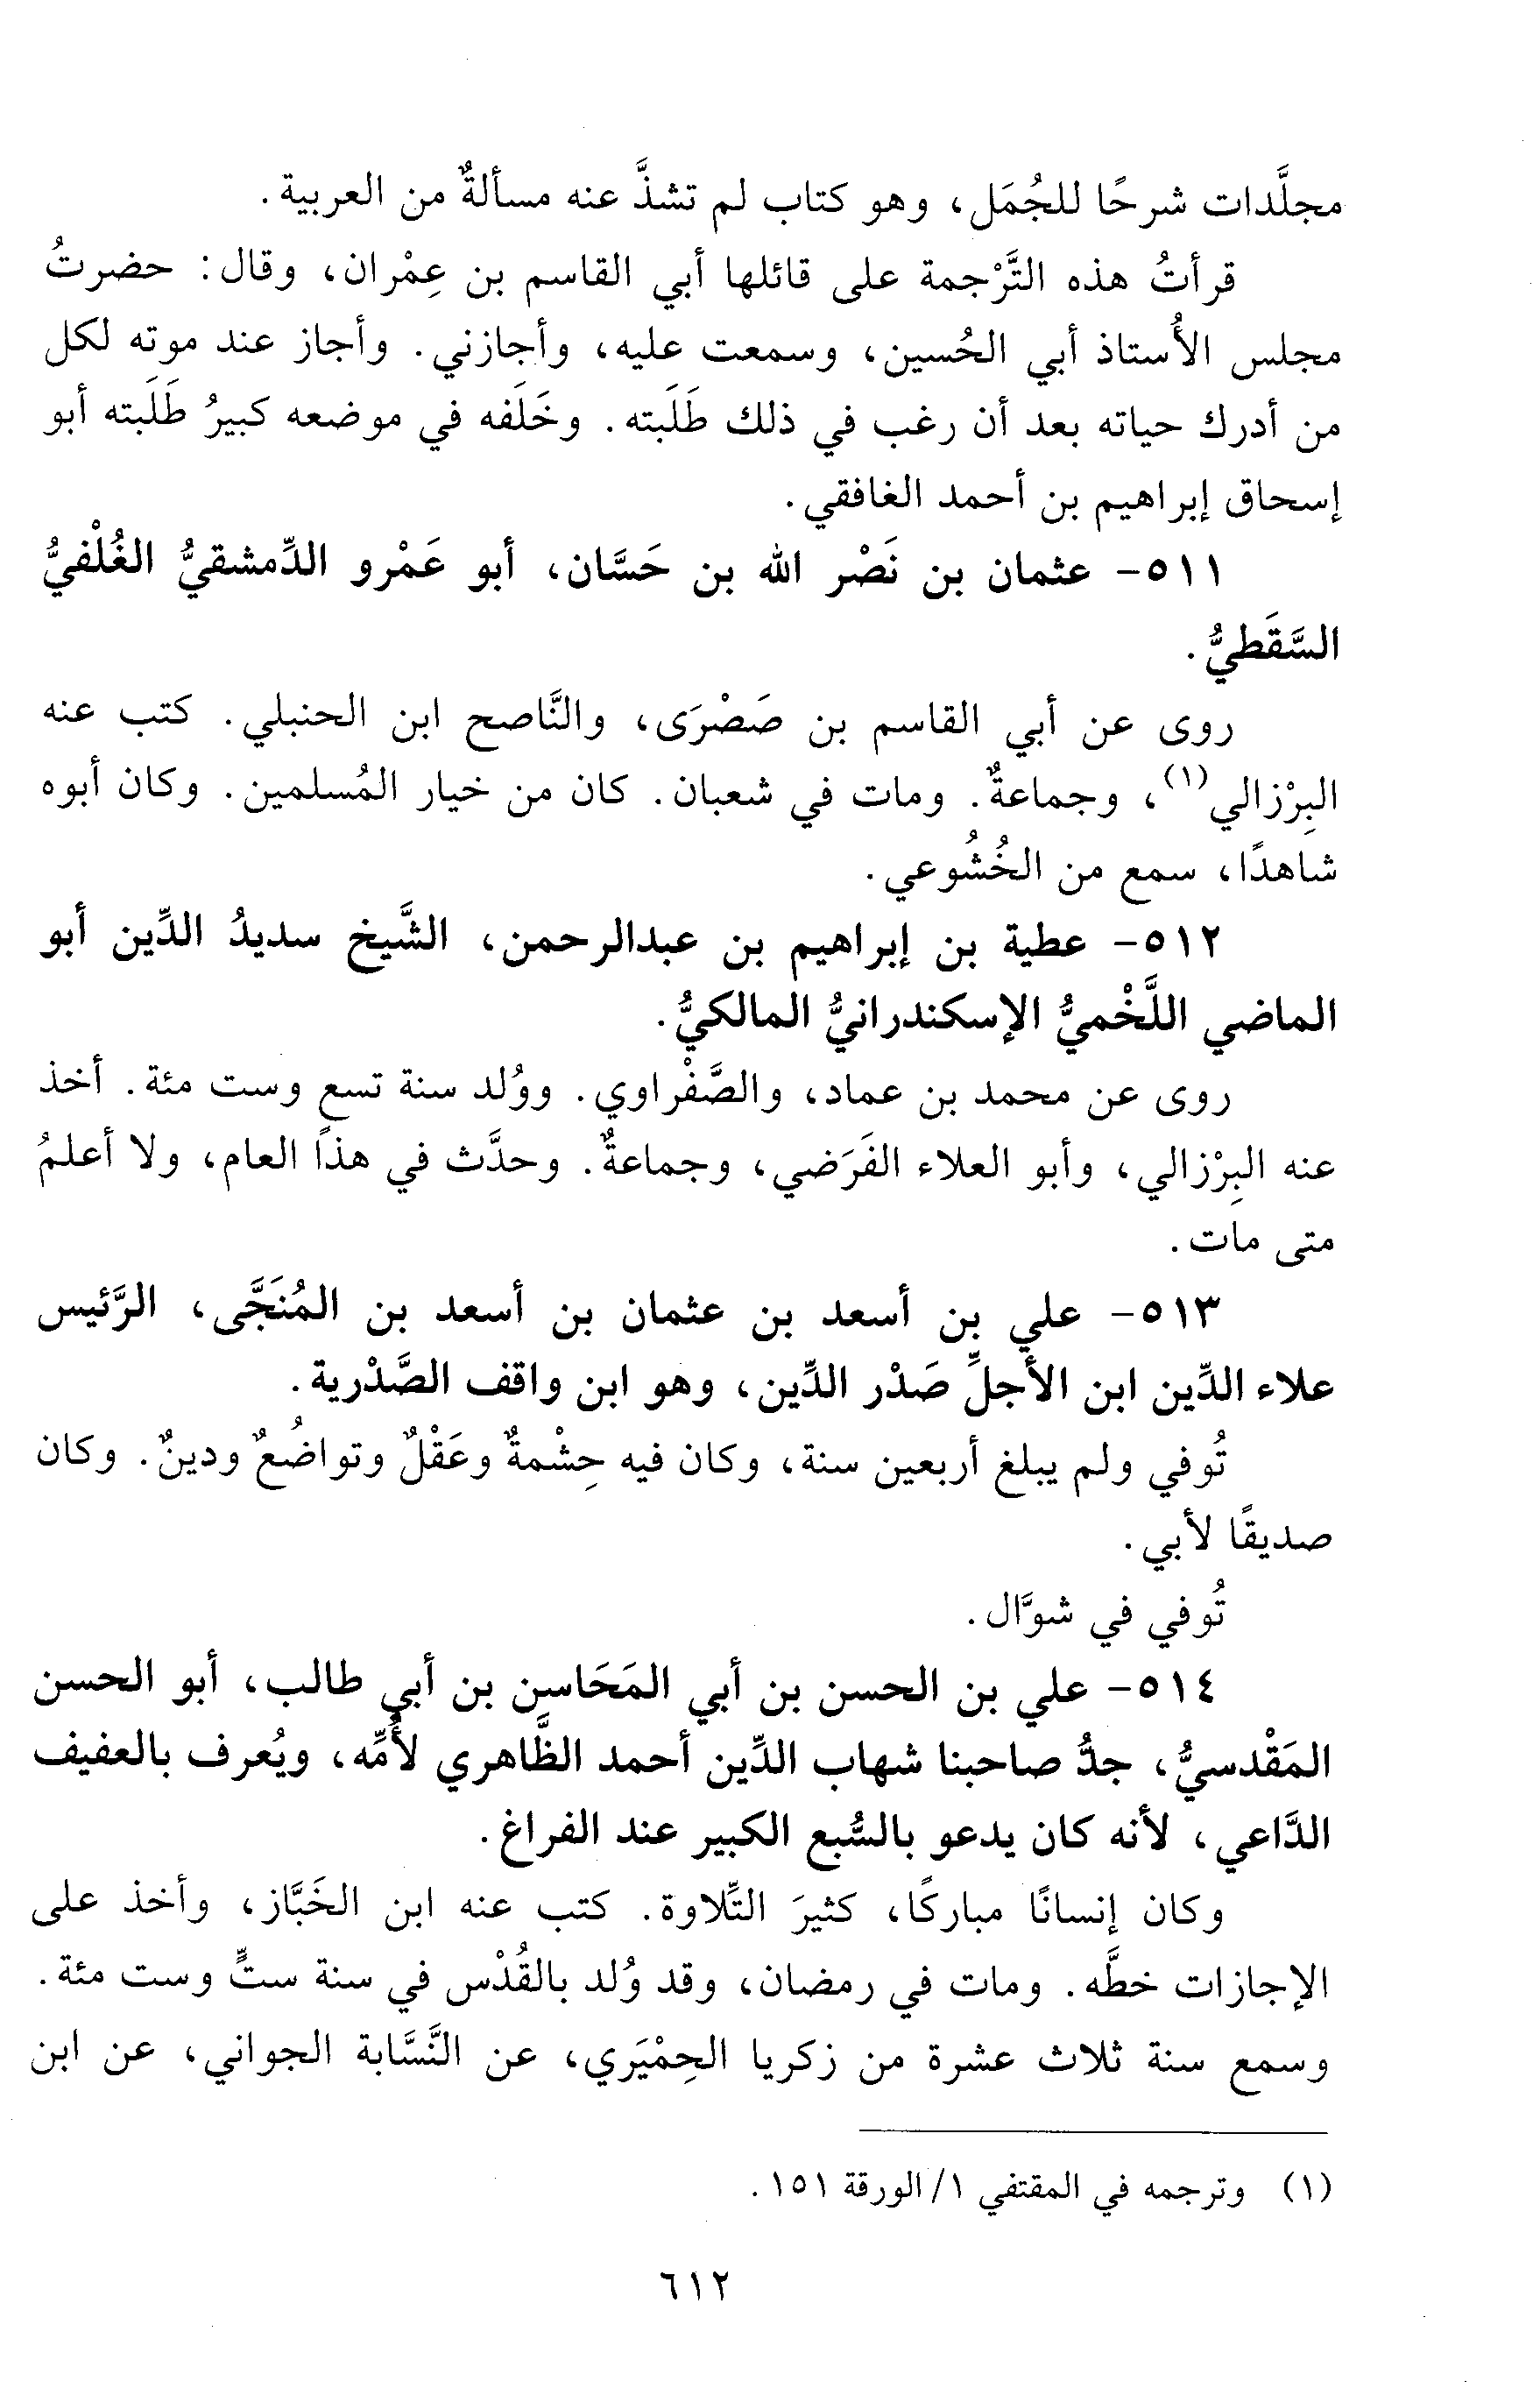 مجلَّدات شرحًا للجُمَل، وهو كتاب لم تشذَّ عنه مسألةٌ من العربية.
قرأتُ هذه التَّرْجمة على قائلها أبي القاسم بن عِمْران، وقال: حضرتُ
مجلس الأُستاذ أبي الحُسين، وسمعت عليه، وأجازني. وأجاز عند موته لكل
من أدرك حياته بعد أن رغب في ذلك طَلَبته. وخَلَفه في موضعه كبيرُ طَلَبته أبو
إسحاق إبراهيم بن أحمد الغافقي.
٥١١- عثمان بن نَصْر الله بن حَسَّان، أبو عَمْرو الدِّمشقيُّ الغُلْفيُّ
السَّقَطيُّ.
روى عن أبي القاسم بن صَصْرَى، والنَّاصح ابن الحنبلي. كتب عنه
البِرْزالي(١)، وجماعةٌ. ومات في شعبان. كان من خيار المُسلمين. وكان أبوه
شاهدًا، سمع من الخُشُوعي.
٥١٢- عطية بن إبراهيم بن عبدالرحمن، الشَّيخ سديدُ الدِّين أبو
الماضي اللَّخْميُّ الإسكندرانيُّ المالكيُّ.
روى عن محمد بن عماد، والصَّفْراوي. ووُلد سنة تسع وست مئة. أخذ
عنه البِرْزالي، وأبو العلاء الفَرَضي، وجماعةٌ. وحدَّث في هذا العام، ولا أعلمُ
متى مات.
٥١٣- علي بن أسعد بن عثمان بن أسعد بن المُنَجَّى، الرَّئيس
علاء الدِّين ابن الأجلِّ صَدْر الدِّين، وهو ابن واقف الصَّدْرية.
تُوفي ولم يبلغ أربعين سنة، وكان فيه حِشْمةٌ وعَقْلٌ وتواضُعٌ ودينٌ. وكان
صديقًا لأبي.
تُوفي في شوَّال.
٥١٤- علي بن الحسن بن أبي المَحَاسن بن أبي طالب، أبو الحسن
المَقْدسيُّ، جدُّ صاحبنا شهاب الدِّين أحمد الظَّاهري لأُمِّه، ويُعرف بالعفيف
الدَّاعي، لأنه كان يدعو بالسُّبع الكبير عند الفراغ.
وكان إنسانًا مباركًا، كثيرَ التِّلاوة. كتب عنه ابن الخَبَّاز، وأخذ على
الإجازات خطَّه. ومات في رمضان، وقد وُلد بالقُدْس في سنة ستٍّ وست مئة.
وسمع سنة ثلاث عشرة من زكريا الحِمْيَري، عن النَّسَّابة الجواني، عن ابن
(١) وترجمه في المقتفي ١/ الورقة ١٥١.
٦١٢